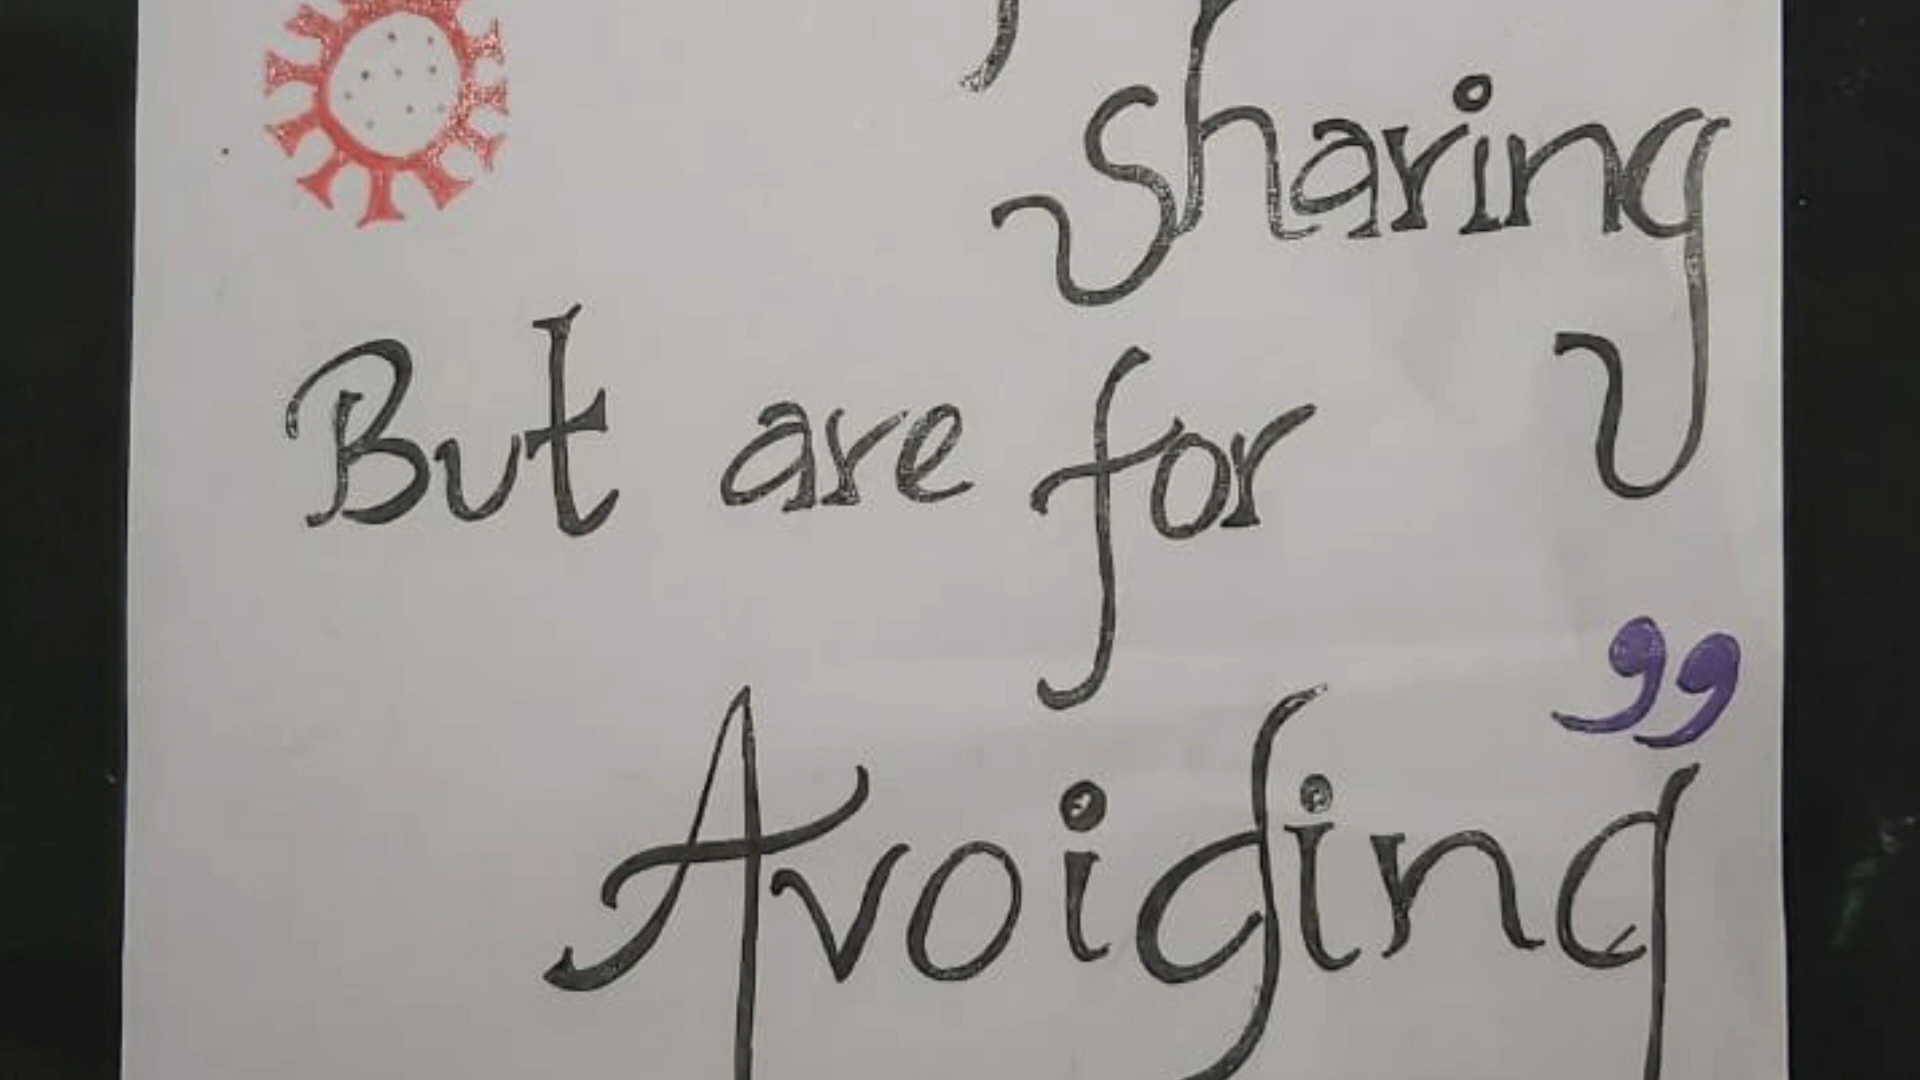 sharing
But are for
Avoiding”